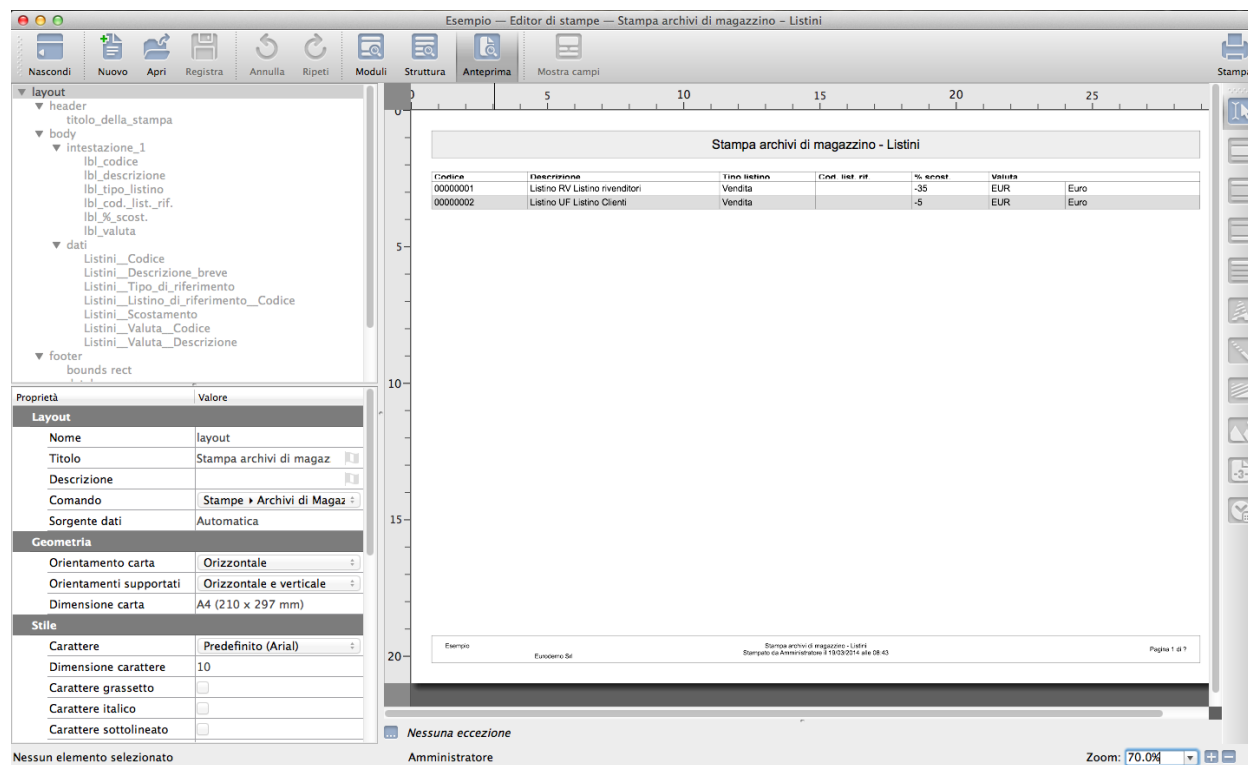 Esempio — Editor di stampe — Stampa archivi di magazzino – Listini
Nascondi Nuovo Apri Registra Annulla Ripeti Moduli Struttura Anteprima Mostra campi Stampa
layout
header
titolo_della_stampa
body
intestazione_1
lbl_codice
lbl_descrizione
lbl_tipo_listino
lbl_cod._list._rif.
lbl_%_scost.
lbl_valuta
dati
Listini__Codice
Listini__Descrizione_breve
Listini__Tipo_di_riferimento
Listini__Listino_di_riferimento__Codice
Listini__Scostamento
Listini__Valuta__Codice
Listini__Valuta__Descrizione
footer
bounds rect
Proprietà Valore
Layout
Nome layout
Titolo Stampa archivi di magaz
Descrizione
Comando Stampe ▸ Archivi di Magaz
Sorgente dati Automatica
Geometria
Orientamento carta Orizzontale
Orientamenti supportati Orizzontale e verticale
Dimensione carta A4 (210 x 297 mm)
Stile
Carattere Predefinito (Arial)
Dimensione carattere 10
Carattere grassetto
Carattere italico
Carattere sottolineato
Nessun elemento selezionato
0 5 10 15 20 25
0
5
10
15
20
Stampa archivi di magazzino - Listini
Codice Descrizione Tipo listino Cod. list. rif. % scost. Valuta
00000001 Listino RV Listino rivenditori Vendita -35 EUR Euro
00000002 Listino UF Listino Clienti Vendita -5 EUR Euro
Esempio
Eurodemo Srl
Stampa archivi di magazzino - Listini
Stampato da Amministratore il 19/03/2014 alle 08:43
Pagina 1 di ?
Nessuna eccezione
Amministratore
Zoom: 70.0%
-3-